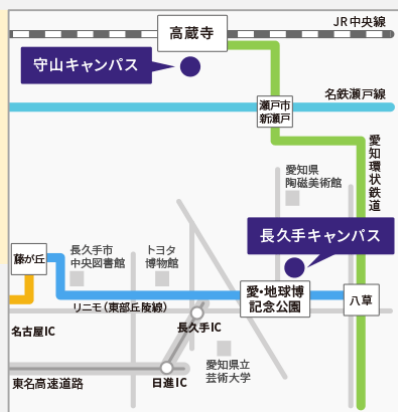 JR中央線
高蔵寺
守山キャンパス
名鉄瀬戸線
瀬戸市
新瀬戸
愛知環状鉄道
愛知県
陶磁美術館
長久手キャンパス
長久手市
中央図書館
トヨタ
博物館
藤が丘
愛・地球博
記念公園
八草
リニモ（東部丘陵線）
名古屋IC
長久手IC
愛知県立
芸術大学
東名高速道路
日進IC